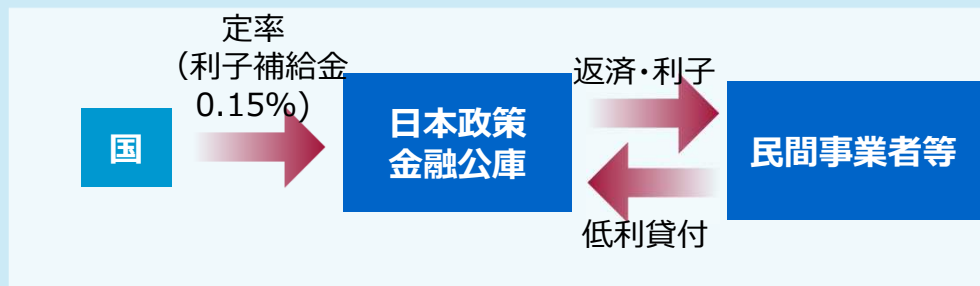 定率
（利子補給金
0.15%)
国
日本政策
金融公庫
返済・利子
低利貸付
民間事業者等